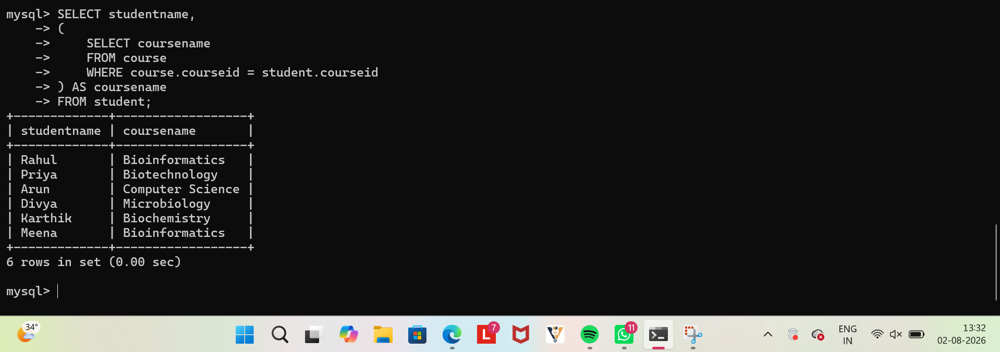 mysql> SELECT studentname,
    -> (
    ->     SELECT coursename
    ->     FROM course
    ->     WHERE course.courseid = student.courseid
    -> ) AS coursename
    -> FROM student;
+-------------+------------------+
| studentname | coursename       |
+-------------+------------------+
| Rahul       | Bioinformatics   |
| Priya       | Biotechnology    |
| Arun        | Computer Science |
| Divya       | Microbiology     |
| Karthik     | Biochemistry     |
| Meena       | Bioinformatics   |
+-------------+------------------+
6 rows in set (0.00 sec)

mysql>
34°
L
7
11
ENG
IN
13:32
02-08-2026